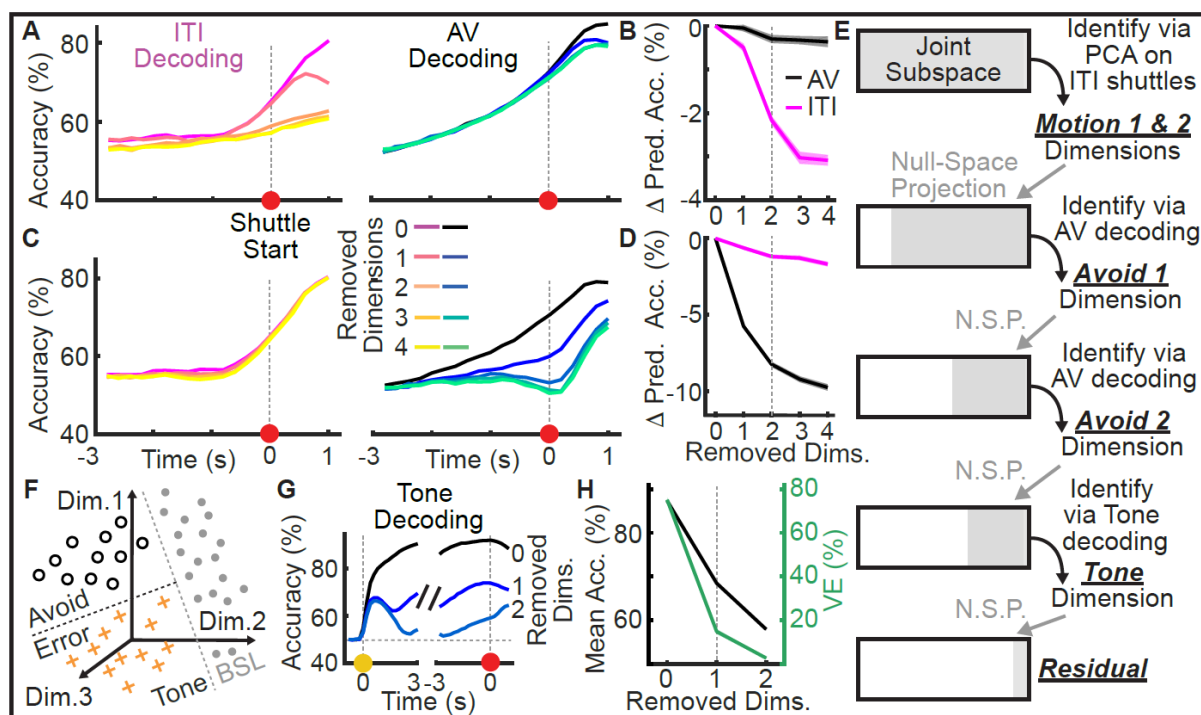 A
ITI
Decoding
AV
Decoding
Accuracy (%)
80
60
40
B
Δ Pred. Acc. (%)
0
-2
-4
AV
ITI
0 1 2 3 4
C
Shuttle
Start
Accuracy (%)
80
60
40
-3 Time (s) 0 1
Removed
Dimensions
0
1
2
3
4
-3 Time (s) 0 1
D
Δ Pred. Acc. (%)
0
-5
-10
0 1 2 3 4
Removed Dims.
E
Joint
Subspace
Identify via
PCA on
ITI shuttles
Motion 1 & 2
Dimensions
Null-Space
Projection
Identify via
AV decoding
Avoid 1
Dimension
N.S.P.
Identify via
AV decoding
Avoid 2
Dimension
N.S.P.
Identify
via Tone
decoding
Tone
Dimension
N.S.P.
Residual
F
Dim.1
Avoid
Error
Dim.2
Dim.3
Tone
BSL
G
Tone
Decoding
Accuracy (%)
80
60
40
0
1
2
Removed
Dims.
0 3 -3 0
Time (s)
H
Mean Acc. (%)
80
60
VE (%)
80
60
40
20
0 1 2
Removed Dims.